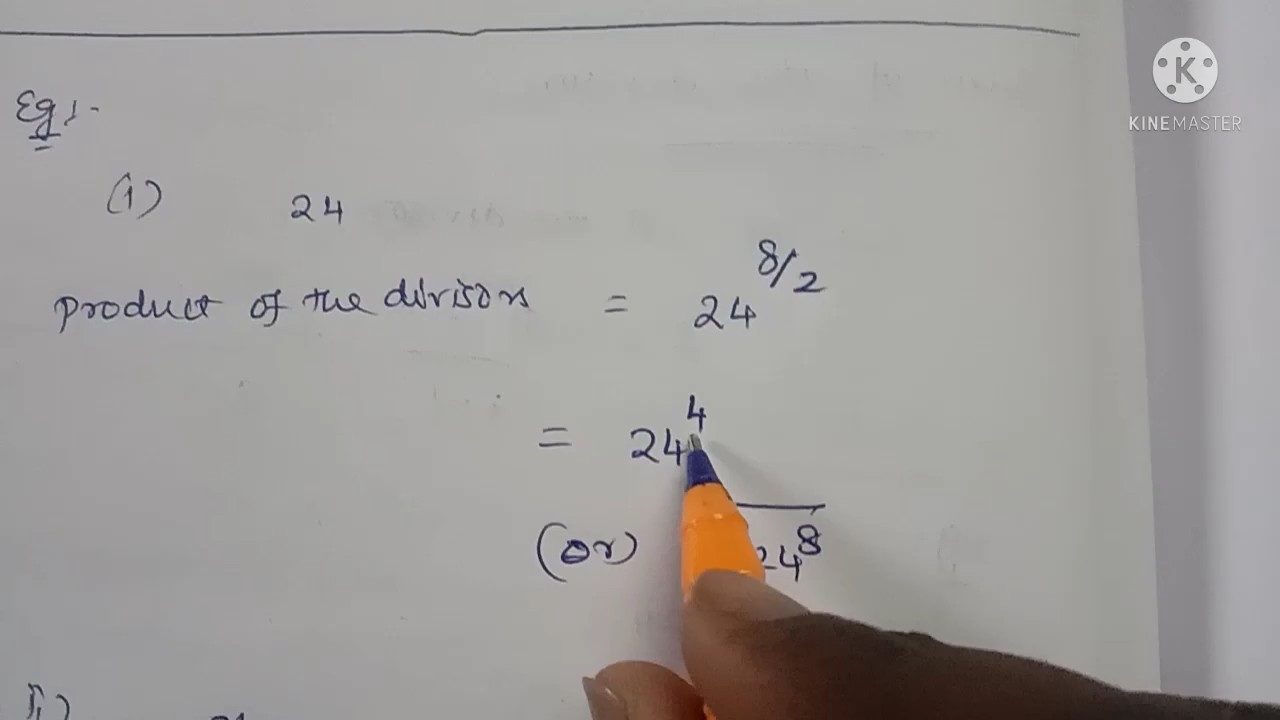 Eg:-
KINEMASTER
(i) 24
Product of the divisors = 24^{8/2}
= 24^4
(or) 24^8